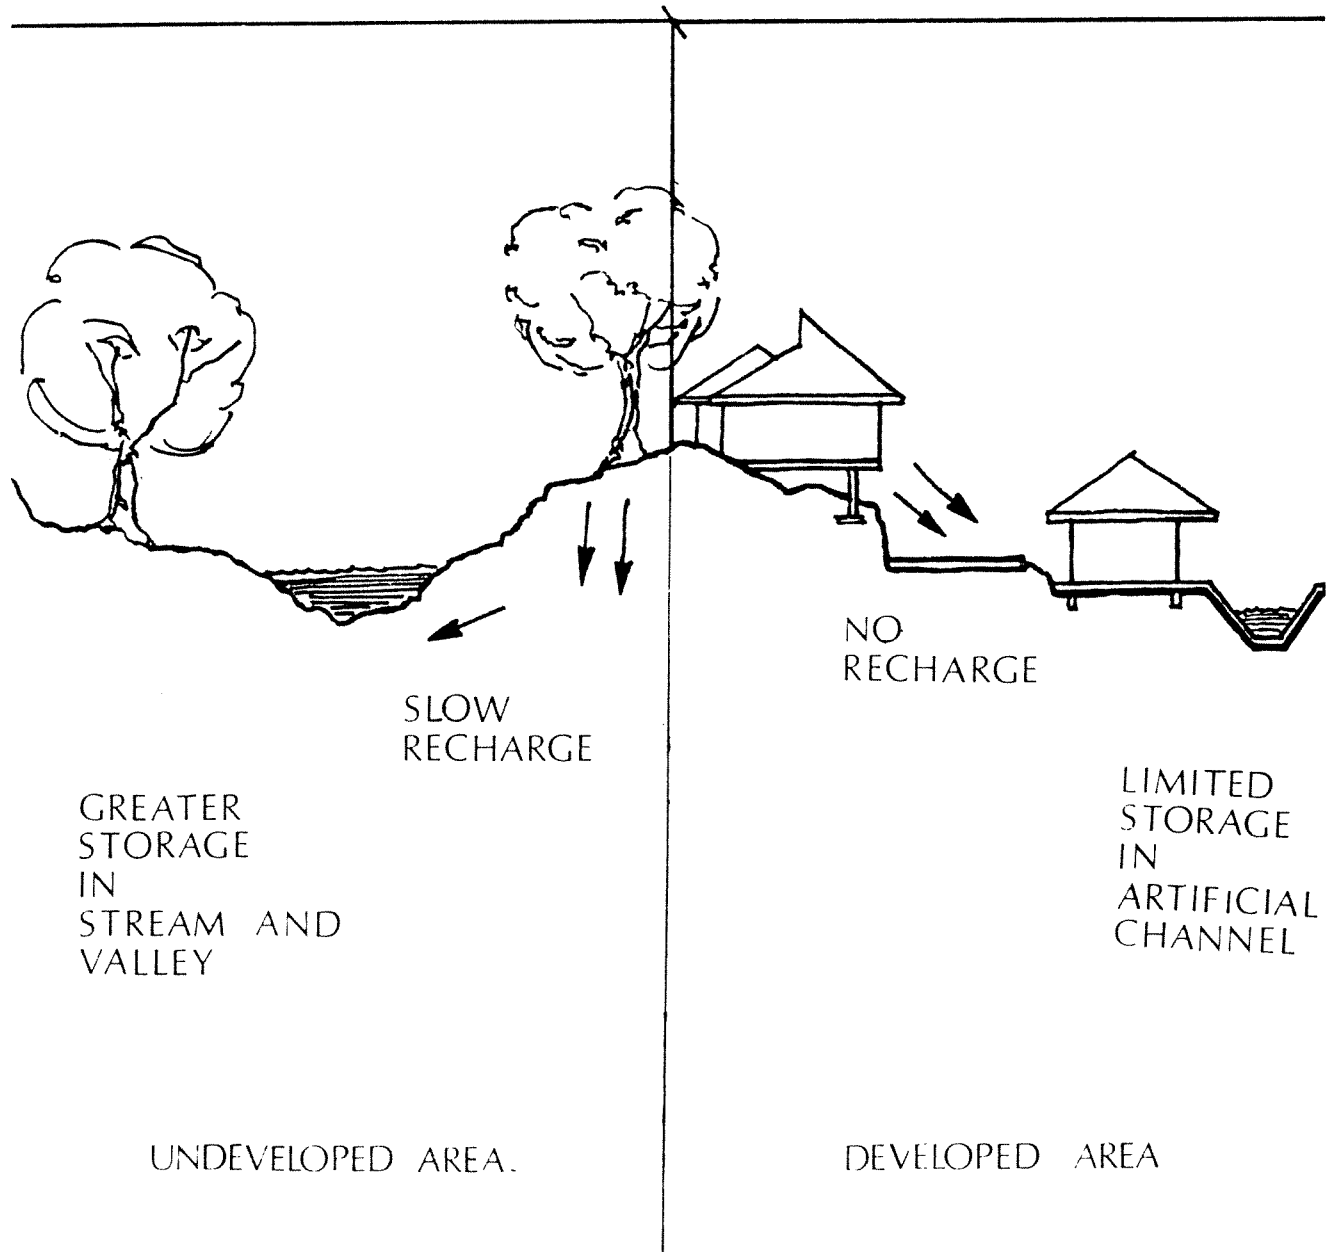 NO
RECHARGE
SLOW
RECHARGE
GREATER
STORAGE
IN
STREAM AND
VALLEY
LIMITED
STORAGE
IN
ARTIFICIAL
CHANNEL
UNDEVELOPED AREA.
DEVELOPED AREA